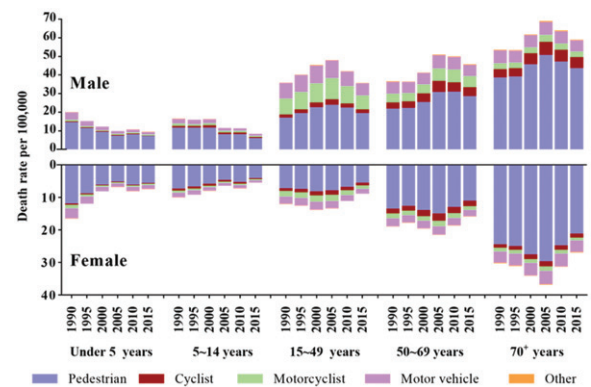 70
60
50
40
30
20
10
0
Male
Death rate per 100,000
0
10
20
30
40
Female
1990 1995 2000 2005 2010 2015 1990 1995 2000 2005 2010 2015 1990 1995 2000 2005 2010 2015 1990 1995 2000 2005 2010 2015 1990 1995 2000 2005 2010 2015
Under 5 years 5~14 years 15~49 years 50~69 years 70+ years
Pedestrian Cyclist Motorcyclist Motor vehicle Other